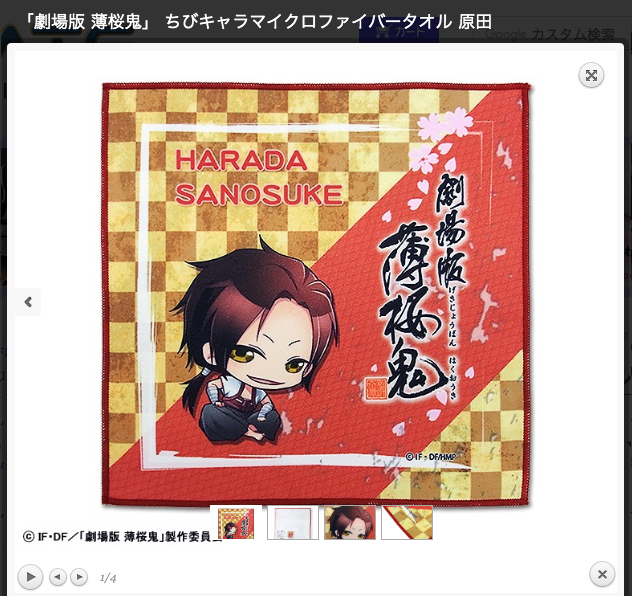 「劇場版 薄桜鬼」 ちびキャラマイクロファイバータオル 原田
カート
Google カスタム検索
HARADA
SANOSUKE
劇場版
げきじょうばん
薄桜鬼
はくおうき
© IF・DF/HMP
© IF・DF／「劇場版 薄桜鬼」製作委員会
1/4